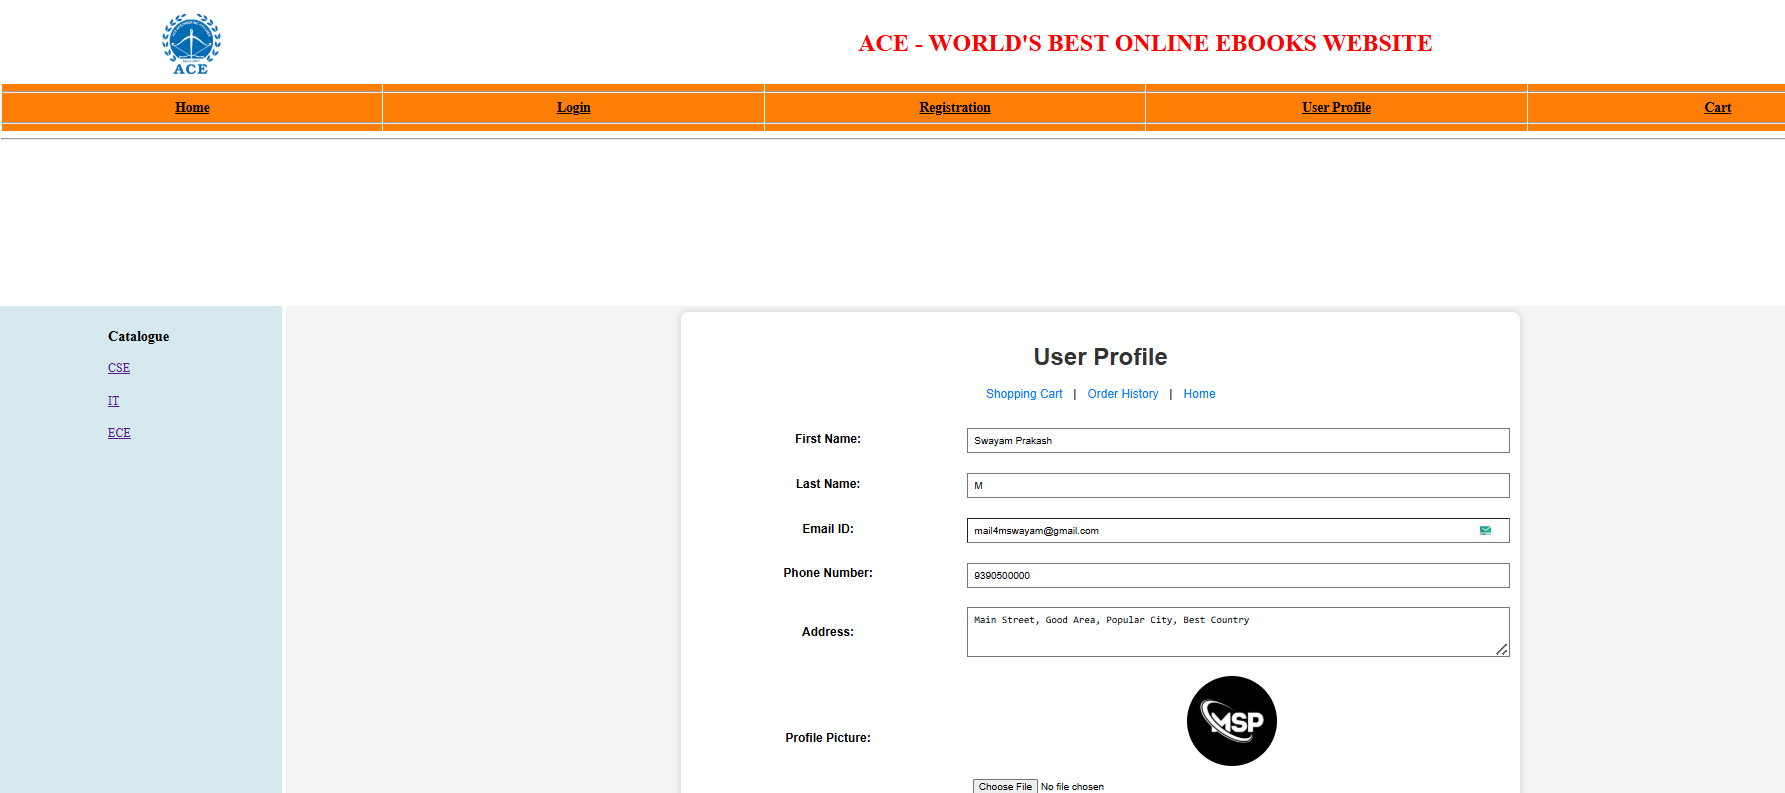 ACE
ACE - WORLD'S BEST ONLINE EBOOKS WEBSITE
Home Login Registration User Profile Cart
Catalogue
CSE
IT
ECE
User Profile
Shopping Cart | Order History | Home
First Name: Swayam Prakash
Last Name: M
Email ID: mail4mswayam@gmail.com
Phone Number: 9390500000
Address: Main Street, Good Area, Popular City, Best Country
MSP
Profile Picture:
Choose File No file chosen